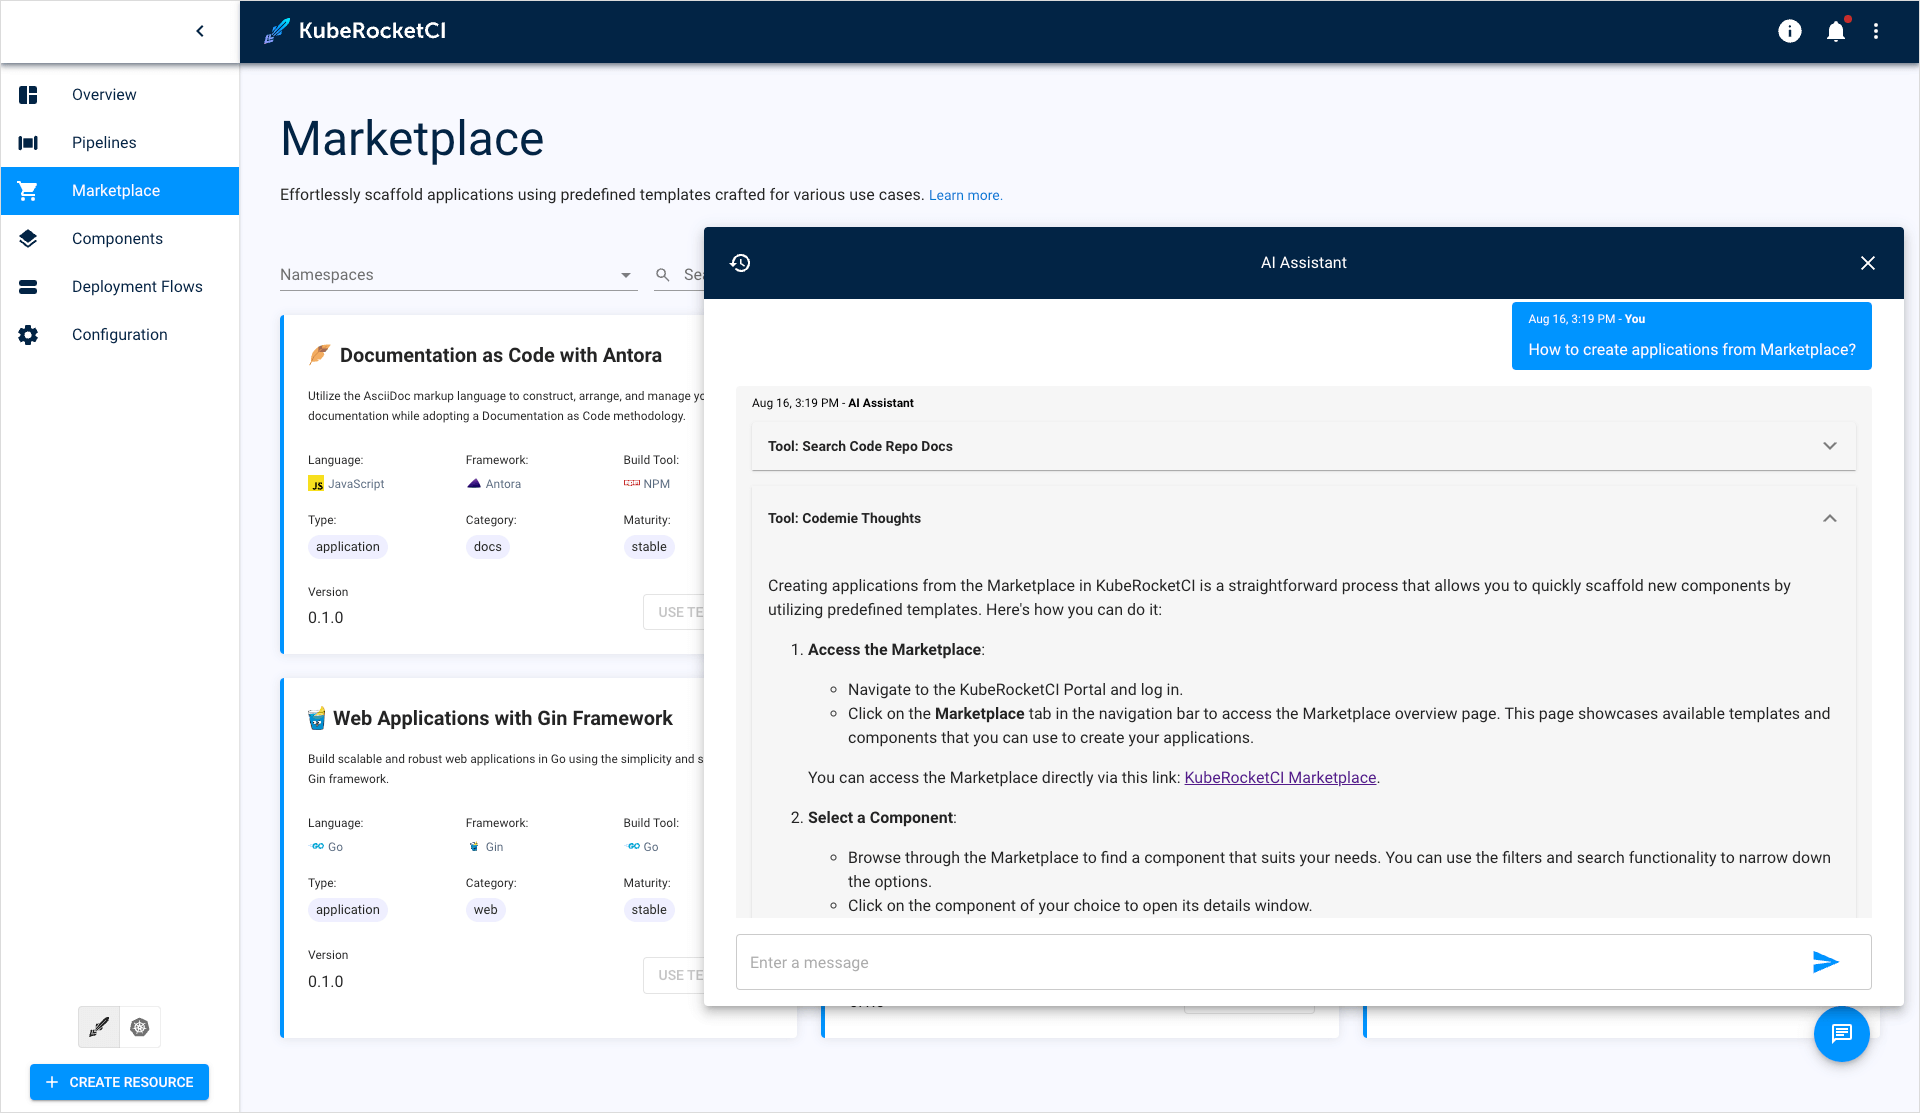 KubeRocketCI
Overview
Pipelines
Marketplace
Components
Deployment Flows
Configuration
CREATE RESOURCE
Marketplace
Effortlessly scaffold applications using predefined templates crafted for various use cases. Learn more.
Namespaces
Documentation as Code with Antora
Utilize the AsciiDoc markup language to construct, arrange, and manage
documentation while adopting a Documentation as Code methodology.
Language: Framework: Build Tool:
JS JavaScript Antora NPM
Type: Category: Maturity:
application docs stable
Version
0.1.0
USE
Web Applications with Gin Framework
Build scalable and robust web applications in Go using the simplicity and
Gin framework.
Language: Framework: Build Tool:
Go Gin Go
Type: Category: Maturity:
application web stable
Version
0.1.0
USE
AI Assistant
Aug 16, 3:19 PM - You
How to create applications from Marketplace?
Aug 16, 3:19 PM - AI Assistant
Tool: Search Code Repo Docs
Tool: Codemie Thoughts
Creating applications from the Marketplace in KubeRocketCI is a straightforward process that allows you to quickly scaffold new components by
utilizing predefined templates. Here's how you can do it:
1. Access the Marketplace:
Navigate to the KubeRocketCI Portal and log in.
Click on the Marketplace tab in the navigation bar to access the Marketplace overview page. This page showcases available templates and
components that you can use to create your applications.
You can access the Marketplace directly via this link: KubeRocketCI Marketplace.
2. Select a Component:
Browse through the Marketplace to find a component that suits your needs. You can use the filters and search functionality to narrow down
the options.
Click on the component of your choice to open its details window.
Enter a message